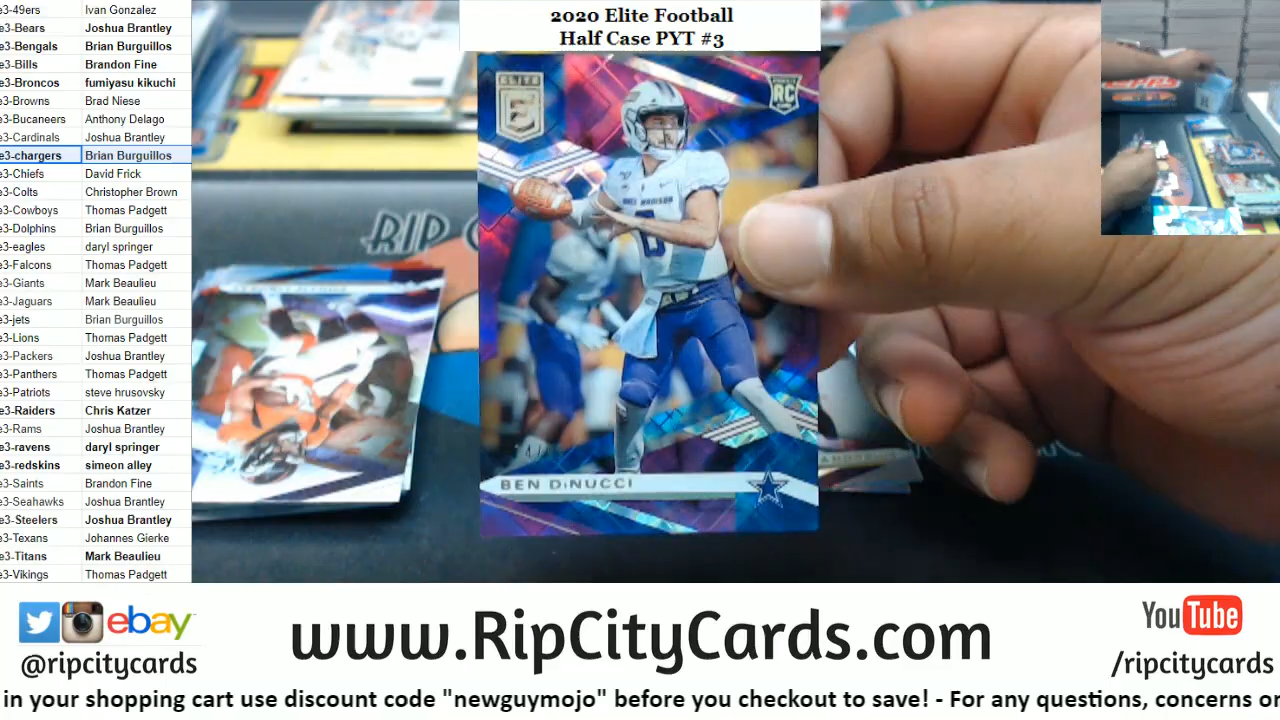 2020 Elite Football
Half Case PYT #3
e3-49ers Ivan Gonzalez
e3-Bears Joshua Brantley
e3-Bengals Brian Burguillos
e3-Bills Brandon Fine
e3-Broncos fumiyasu kikuchi
e3-Browns Brad Niese
e3-Bucaneers Anthony Delago
e3-Cardinals Joshua Brantley
e3-chargers Brian Burguillos
e3-Chiefs David Frick
e3-Colts Christopher Brown
e3-Cowboys Thomas Padgett
e3-Dolphins Brian Burguillos
e3-eagles daryl springer
e3-Falcons Thomas Padgett
e3-Giants Mark Beaulieu
e3-Jaguars Mark Beaulieu
e3-jets Brian Burguillos
e3-Lions Thomas Padgett
e3-Packers Joshua Brantley
e3-Panthers Thomas Padgett
e3-Patriots steve hrusovsky
e3-Raiders Chris Katzer
e3-Rams Joshua Brantley
e3-ravens daryl springer
e3-redskins simeon alley
e3-Saints Brandon Fine
e3-Seahawks Joshua Brantley
e3-Steelers Joshua Brantley
e3-Texans Johannes Gierke
e3-Titans Mark Beaulieu
e3-Vikings Thomas Padgett
ELITE
E
RC
RIP C
BEN DiNUCCI
ebay
@ripcitycards
www.RipCityCards.com
YouTube
/ripcitycards
in your shopping cart use discount code "newguymojo" before you checkout to save! - For any questions, concerns or